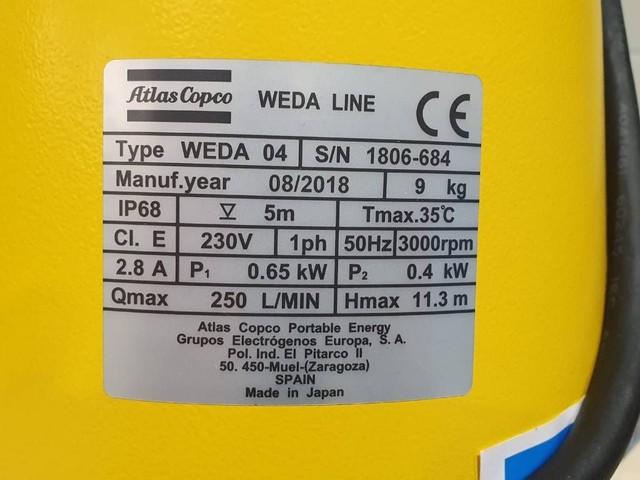 Atlas Copco WEDA LINE CE
Type WEDA 04 S/N 1806-684
Manuf.year 08/2018 9 kg
IP68 5m Tmax.35℃
Cl. E 230V 1ph 50Hz 3000rpm
2.8 A P₁ 0.65 kW P₂ 0.4 kW
Qmax 250 L/MIN Hmax 11.3 m
Atlas Copco Portable Energy
Grupos Electrógenos Europa, S. A.
Pol. Ind. El Pitarco II
50. 450-Muel-(Zaragoza)
SPAIN
Made in Japan